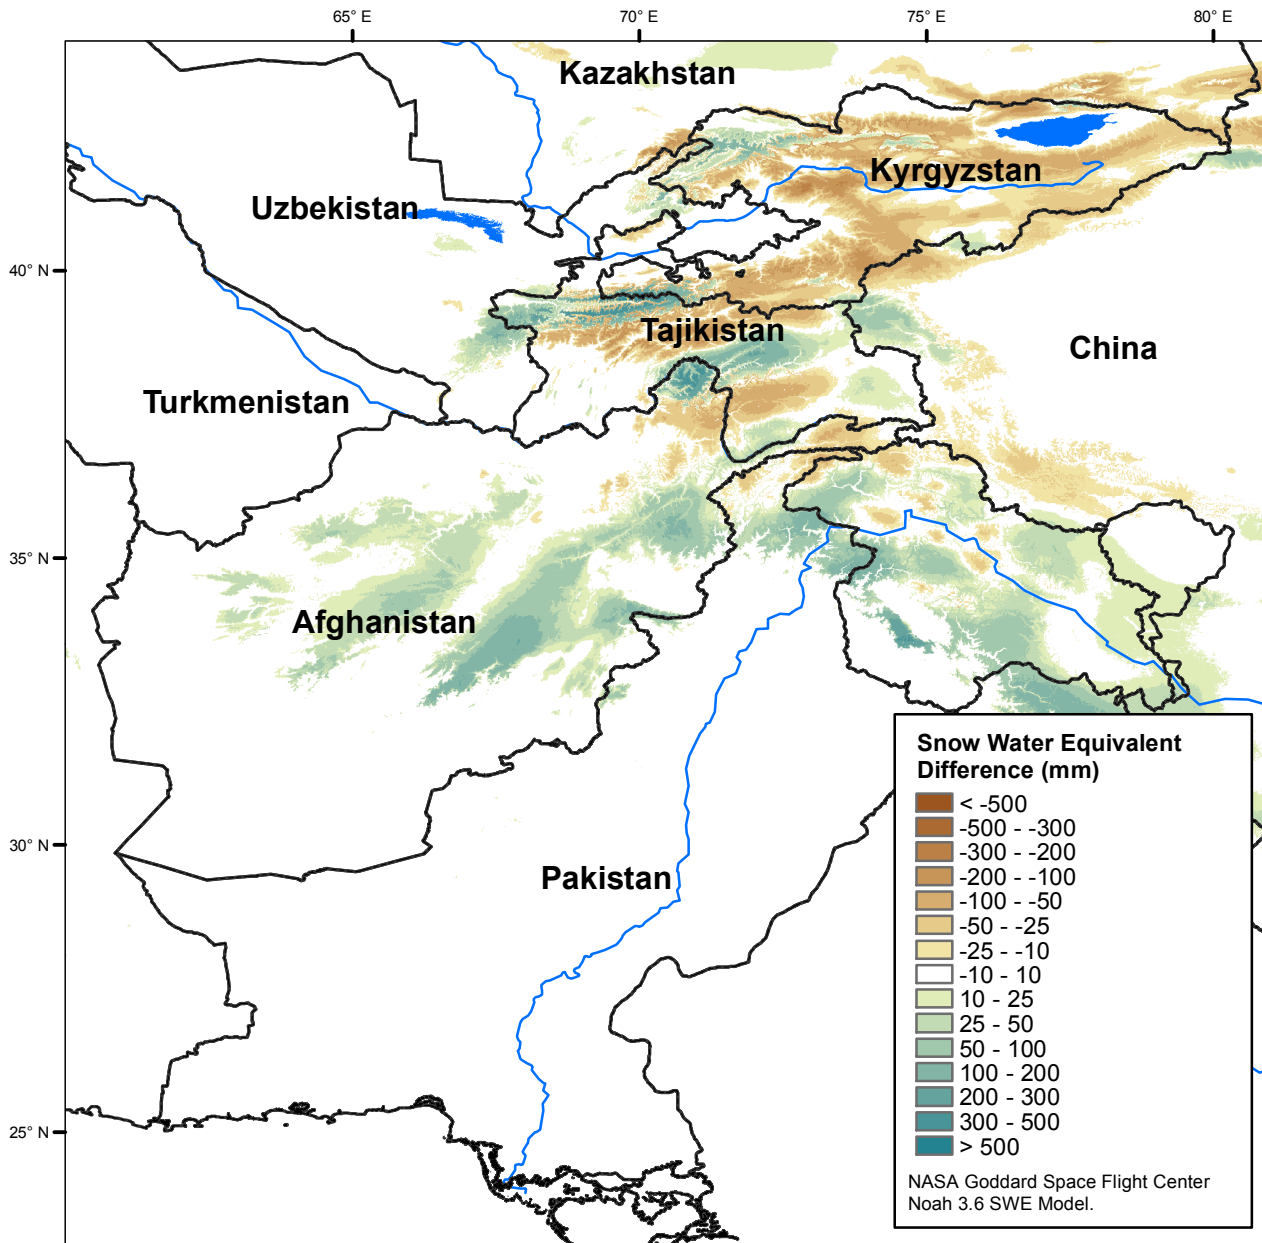 65° E
70° E
75° E
80° E
Kazakhstan
Kyrgyzstan
Uzbekistan
40° N
Tajikistan
China
Turkmenistan
35° N
Afghanistan
Snow Water Equivalent
Difference (mm)
< -500
-500 - -300
-300 - -200
-200 - -100
-100 - -50
-50 - -25
-25 - -10
-10 - 10
10 - 25
25 - 50
50 - 100
100 - 200
200 - 300
300 - 500
> 500
30° N
Pakistan
25° N
NASA Goddard Space Flight Center
Noah 3.6 SWE Model.